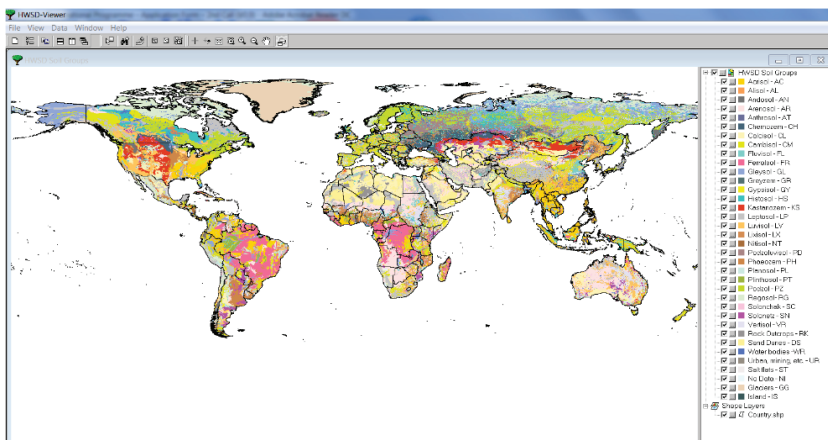 HWSD-Viewer
File View Data Window Help
HWSD Soil Groups
HWSD Soil Groups
Acrisol - AC
Alisol - AL
Andosol - AN
Arenosol - AR
Anthrosol - AT
Chernozem - CH
Calcisol - CL
Cambisol - CM
Fluvisol - FL
Ferralsol - FR
Gleysol - GL
Greyzem - GR
Gypsisol - GY
Histosol - HS
Kastanozem - KS
Leptosol - LP
Luvisol - LV
Lixisol - LX
Nitisol - NT
Podzoluvisol - PD
Phaeozem - PH
Planosol - PL
Plinthosol - PT
Podzol - PZ
Regosol - RG
Solonchak - SC
Solonetz - SN
Vertisol - VR
Rock Outcrops - RK
Sand Dunes - DS
Water bodies -WR
Urban, mining, etc. - UR
Salt flats - ST
No Data - NI
Glaciers - GG
Island - IS
Shape Layers
Country.shp